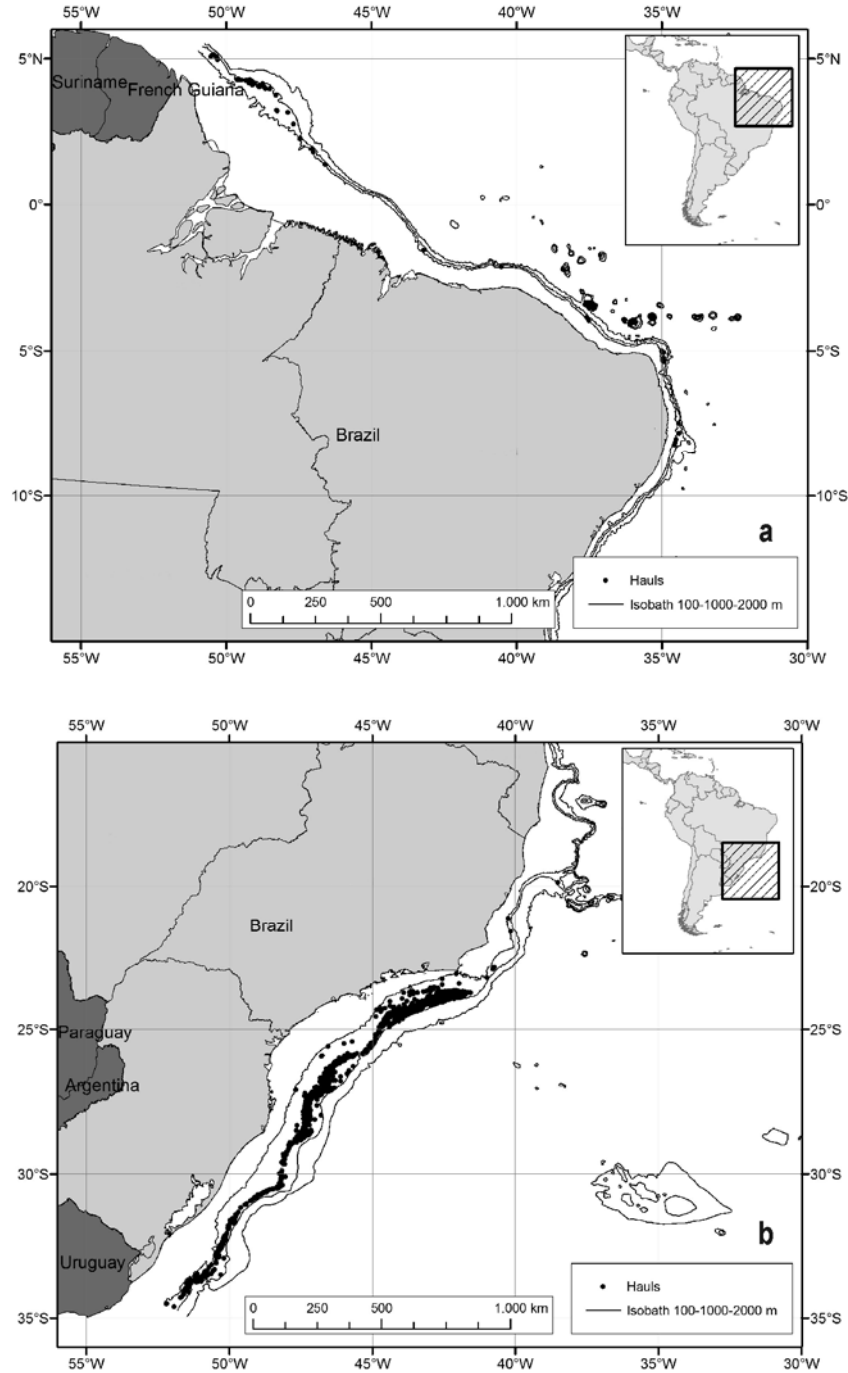 55°W 50°W 45°W 40°W 35°W 30°W
5°N 5°N
Suriname French Guiana
0° 0°
5°S 5°S
Brazil
10°S 10°S
a
Hauls
Isobath 100-1000-2000 m
0 250 500 1.000 km
55°W 50°W 45°W 40°W 35°W 30°W
55°W 50°W 45°W 40°W 35°W 30°W
20°S 20°S
Brazil
25°S 25°S
Paraguay
Argentina
30°S 30°S
b
Uruguay
Hauls
Isobath 100-1000-2000 m
0 250 500 1.000 km
35°S 35°S
55°W 50°W 45°W 40°W 35°W 30°W